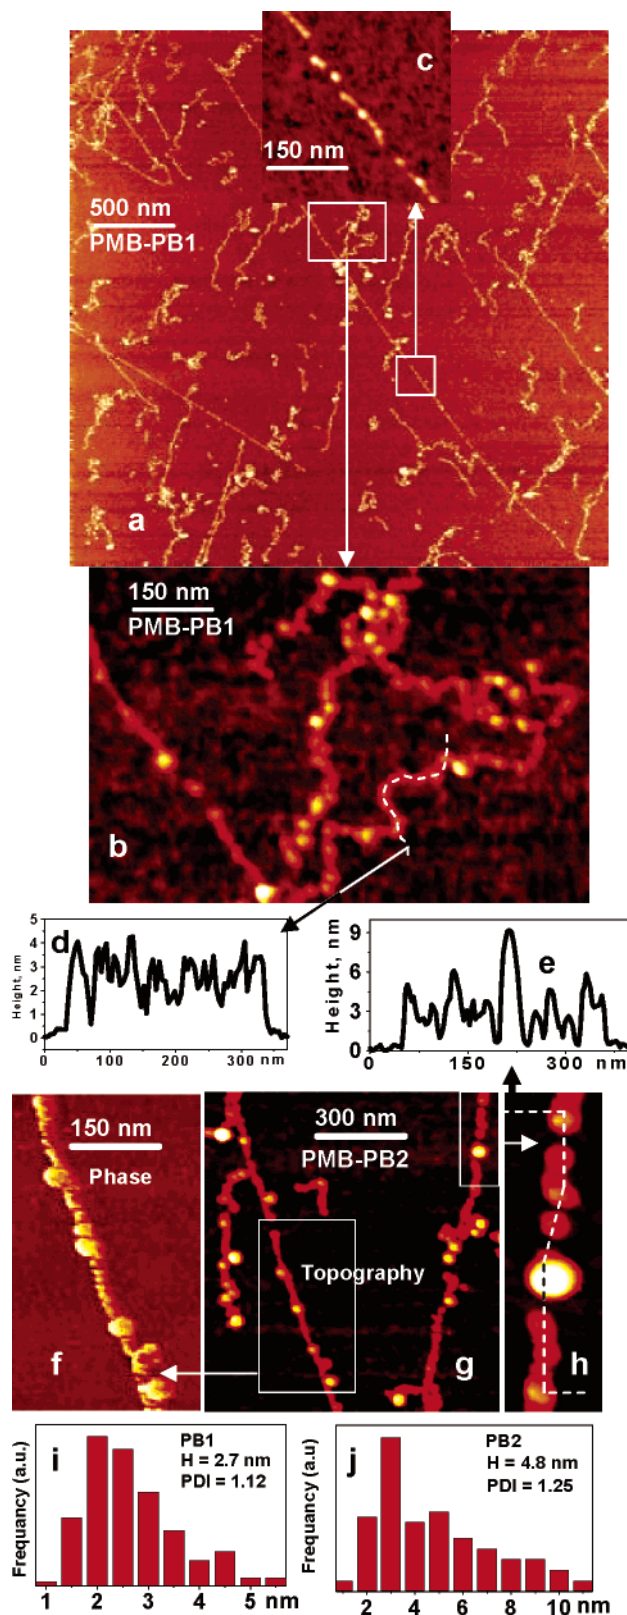 c
150 nm
500 nm
PMB-PB1
a
150 nm
PMB-PB1
b
d
Height, nm
5
4
3
2
1
0
0 100 200 300 nm
e
Height, nm
9
6
3
0
0 150 300 nm
150 nm
Phase
f
300 nm
PMB-PB2
Topography
g
h
i
Frequancy (a.u.)
PB1
H = 2.7 nm
PDI = 1.12
1 2 3 4 5 nm
j
Frequancy (a.u)
PB2
H = 4.8 nm
PDI = 1.25
2 4 6 8 10 nm